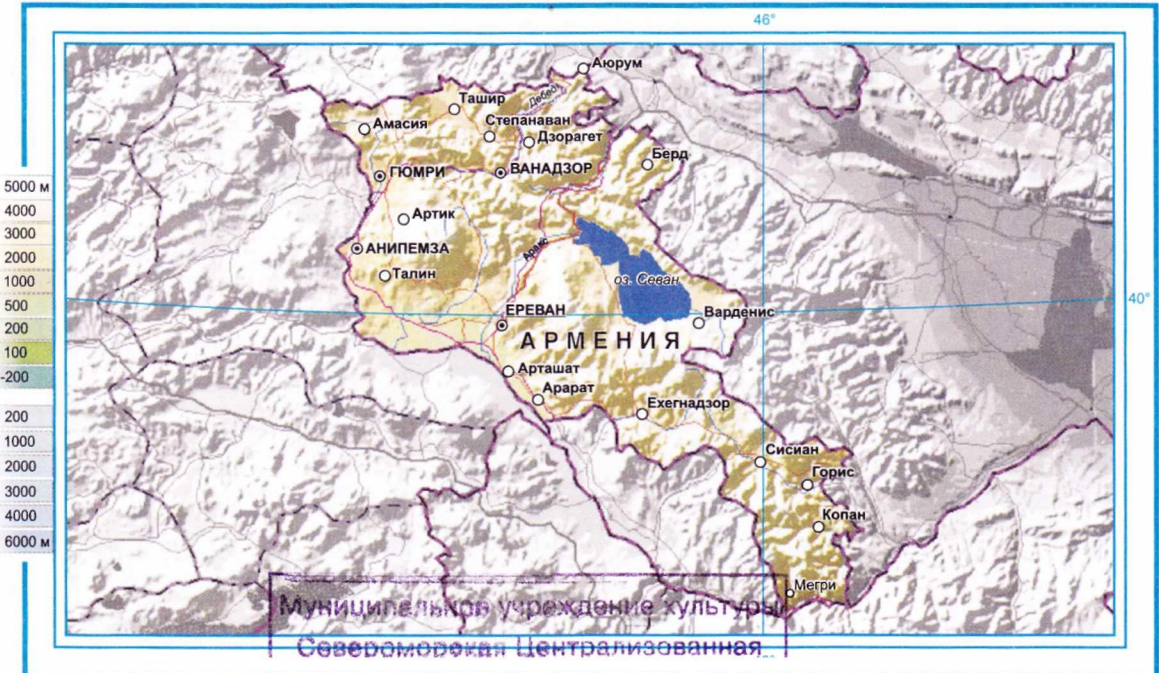 46°
Аюрум
Ташир
Дебед
Амасия
Степанаван
Дзорагет
Берд
ГЮМРИ
ВАНАДЗОР
5000 м
4000
3000
2000
1000
500
200
100
-200
200
1000
2000
3000
4000
6000 м
Артик
АНИПЕМЗА
Аракс
Талин
оз. Севан
40°
ЕРЕВАН
Варденис
АРМЕНИЯ
Арташат
Арарат
Ехегнадзор
Сисиан
Горис
Копан
Мегри
Муниципальное учреждение культуры
Североморская Централизованная